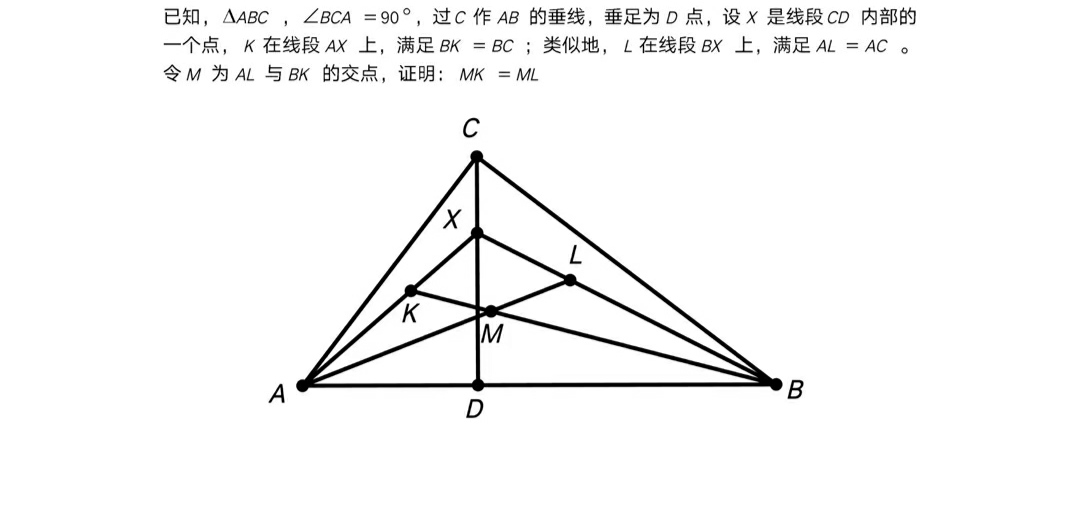 已知，ΔABC ，∠BCA =90°，过C 作 AB 的垂线，垂足为 D 点，设 X 是线段 CD 内部的
一个点， K 在线段 AX 上，满足 BK = BC ；类似地， L 在线段 BX 上，满足 AL = AC 。
令 M 为 AL 与 BK 的交点，证明： MK = ML
C
X
L
K
M
A
D
B